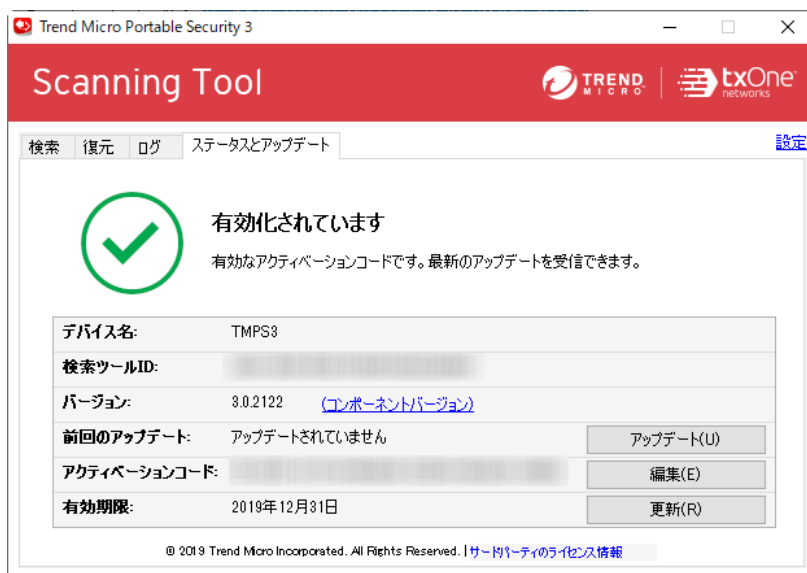 Trend Micro Portable Security 3
Scanning Tool
TREND MICRO
txOne networks
検索 復元 ログ ステータスとアップデート 設定
有効化されています
有効なアクティベーションコードです。最新のアップデートを受信できます。
デバイス名: TMPS3
検索ツールID:
バージョン: 3.0.2122 (コンポーネントバージョン)
前回のアップデート: アップデートされていません アップデート(U)
アクティベーションコード: 編集(E)
有効期限: 2019年12月31日 更新(R)
© 2019 Trend Micro Incorporated. All Rights Reserved. | サードパーティのライセンス情報